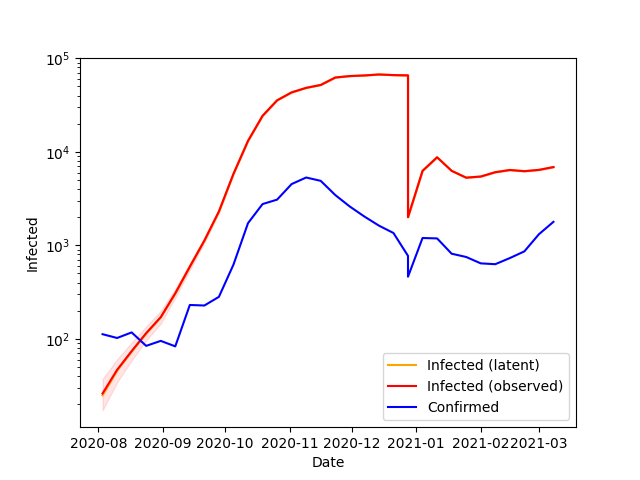 10^5
10^4
10^3
10^2
Infected
Infected (latent)
Infected (observed)
Confirmed
2020-08 2020-09 2020-10 2020-11 2020-12 2021-01 2021-02 2021-03
Date